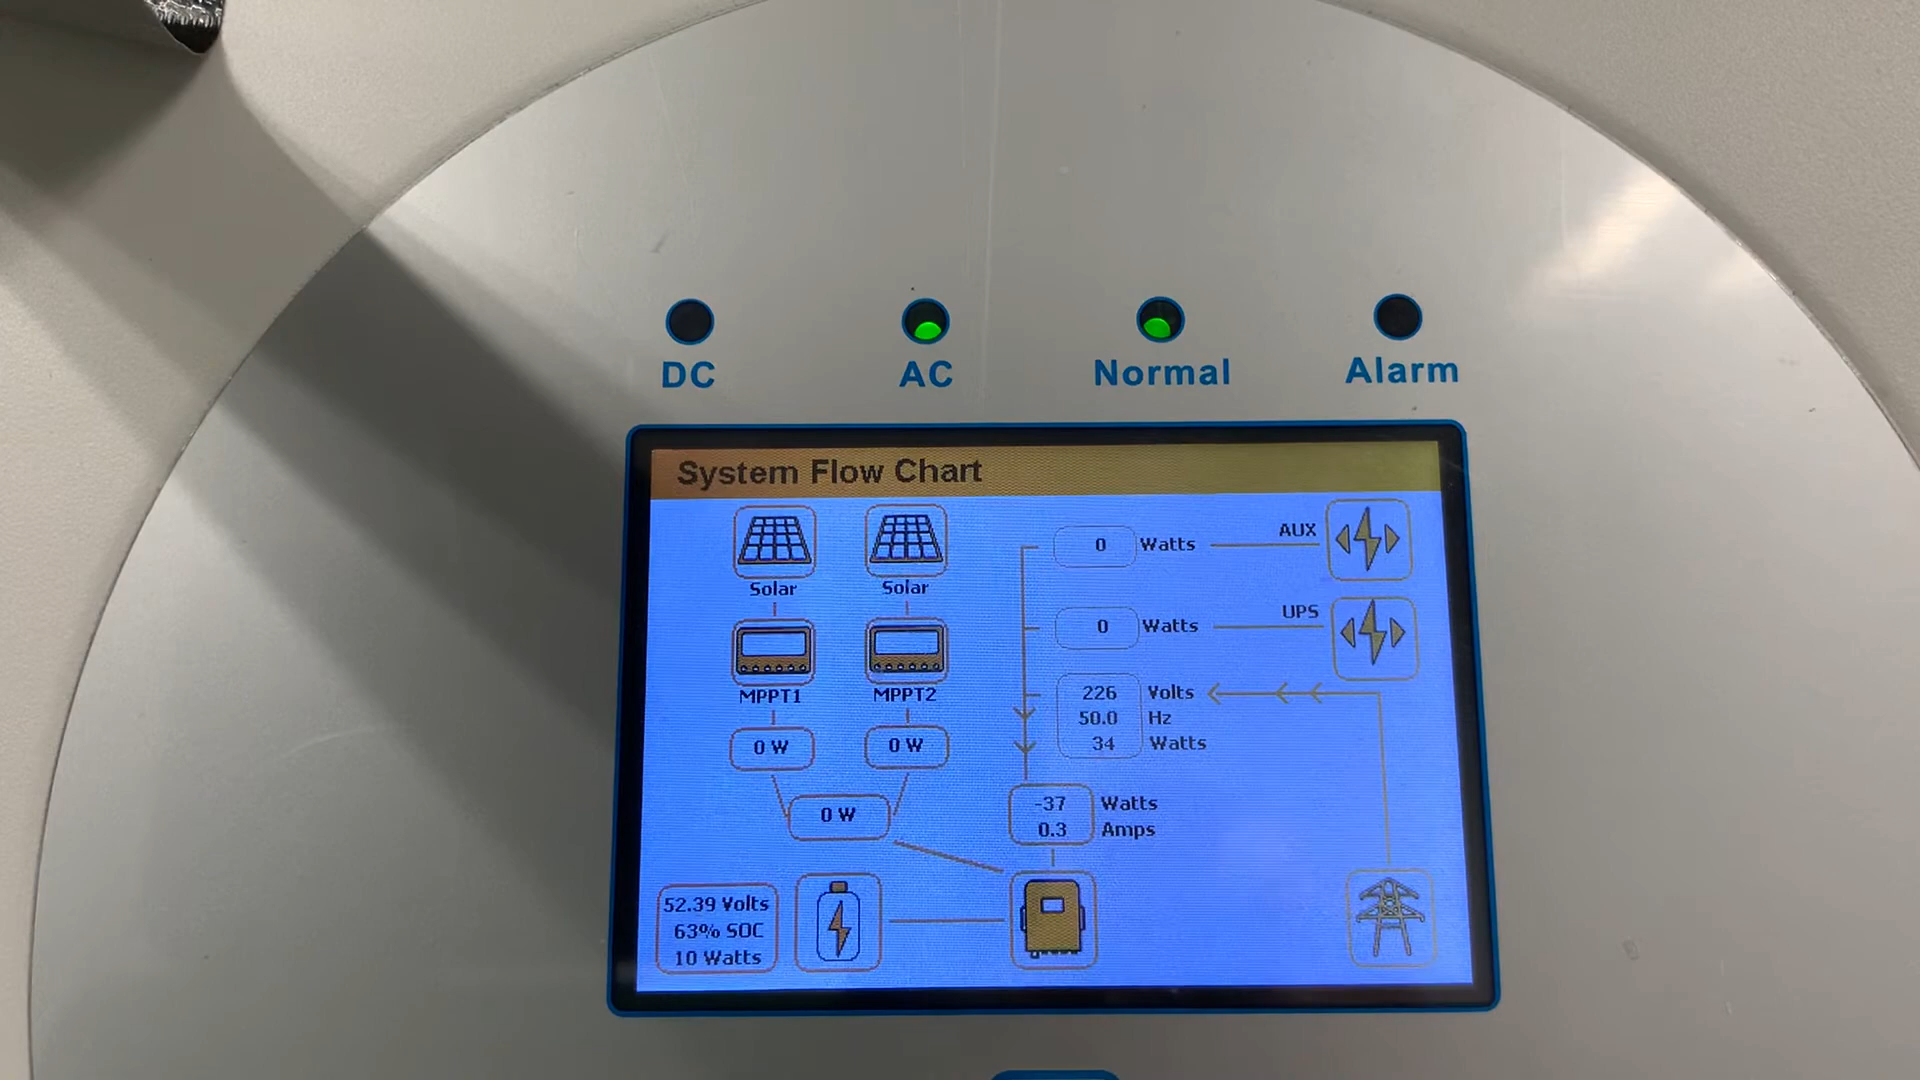 DC AC Normal Alarm
System Flow Chart
Solar Solar
MPPT1 MPPT2
0 W 0 W
0 W
0 Watts AUX
0 Watts UPS
226 Volts
50.0 Hz
34 Watts
-37 Watts
0.3 Amps
52.39 Volts
63% SOC
10 Watts